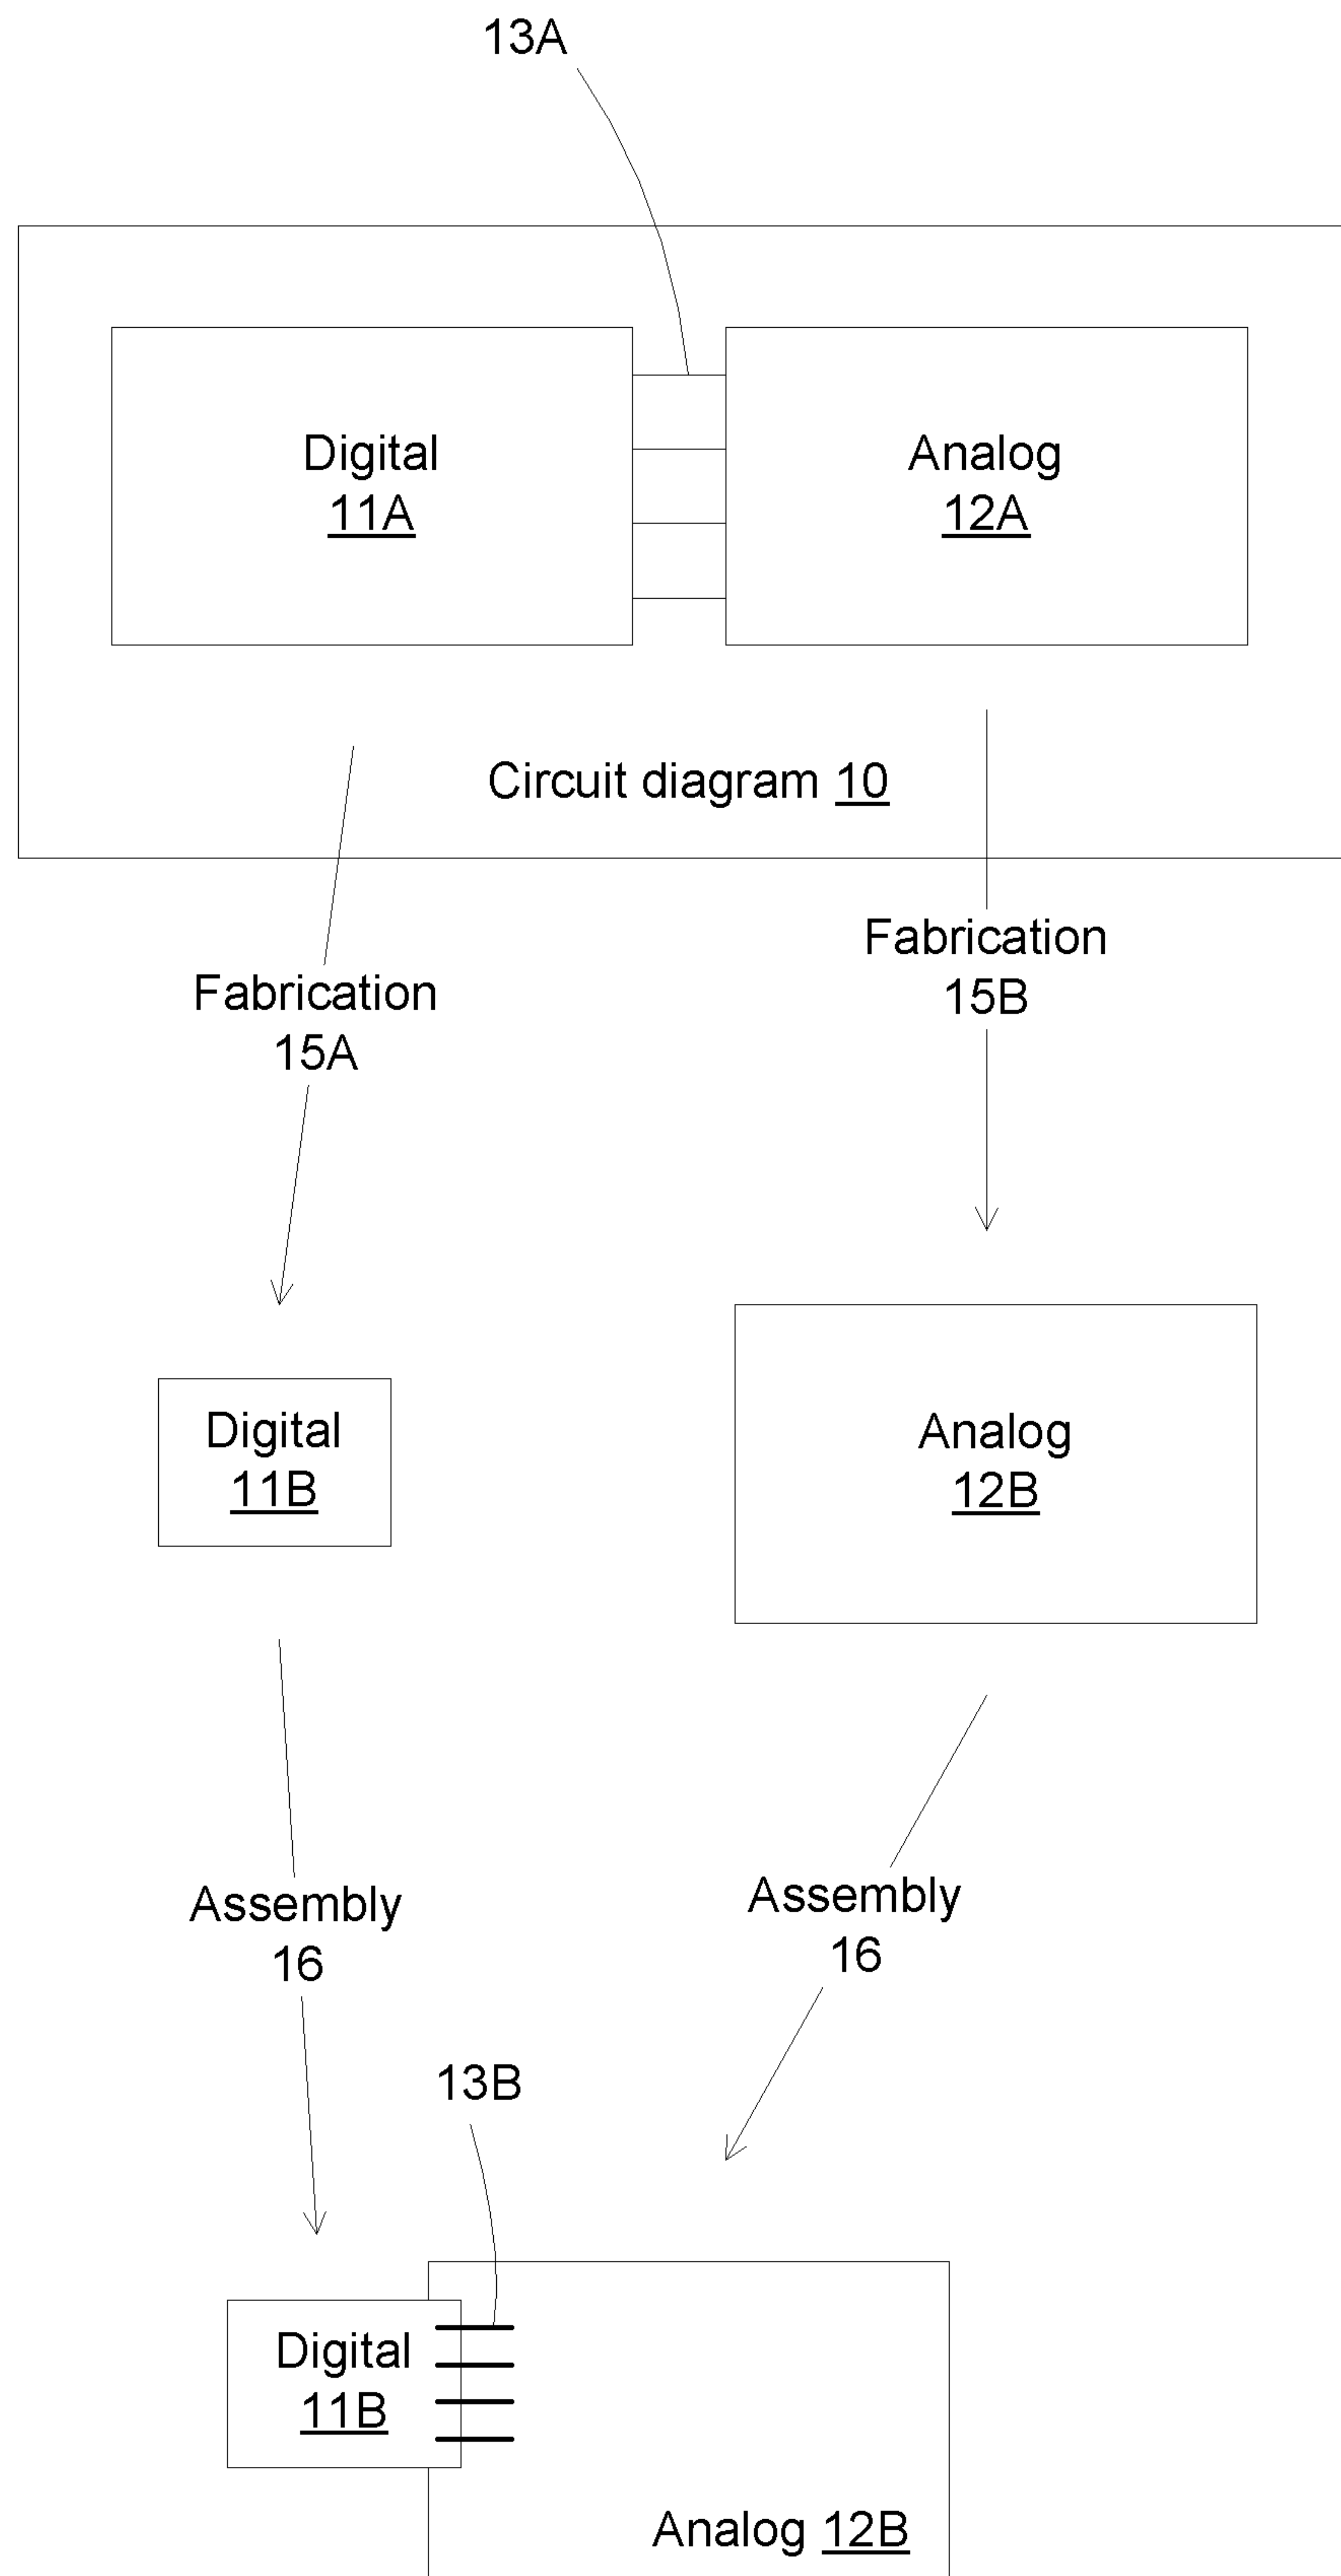 13A
Digital
11A
Analog
12A
Circuit diagram 10
Fabrication
15A
Fabrication
15B
Digital
11B
Analog
12B
Assembly
16
Assembly
16
13B
Digital
11B
Analog 12B